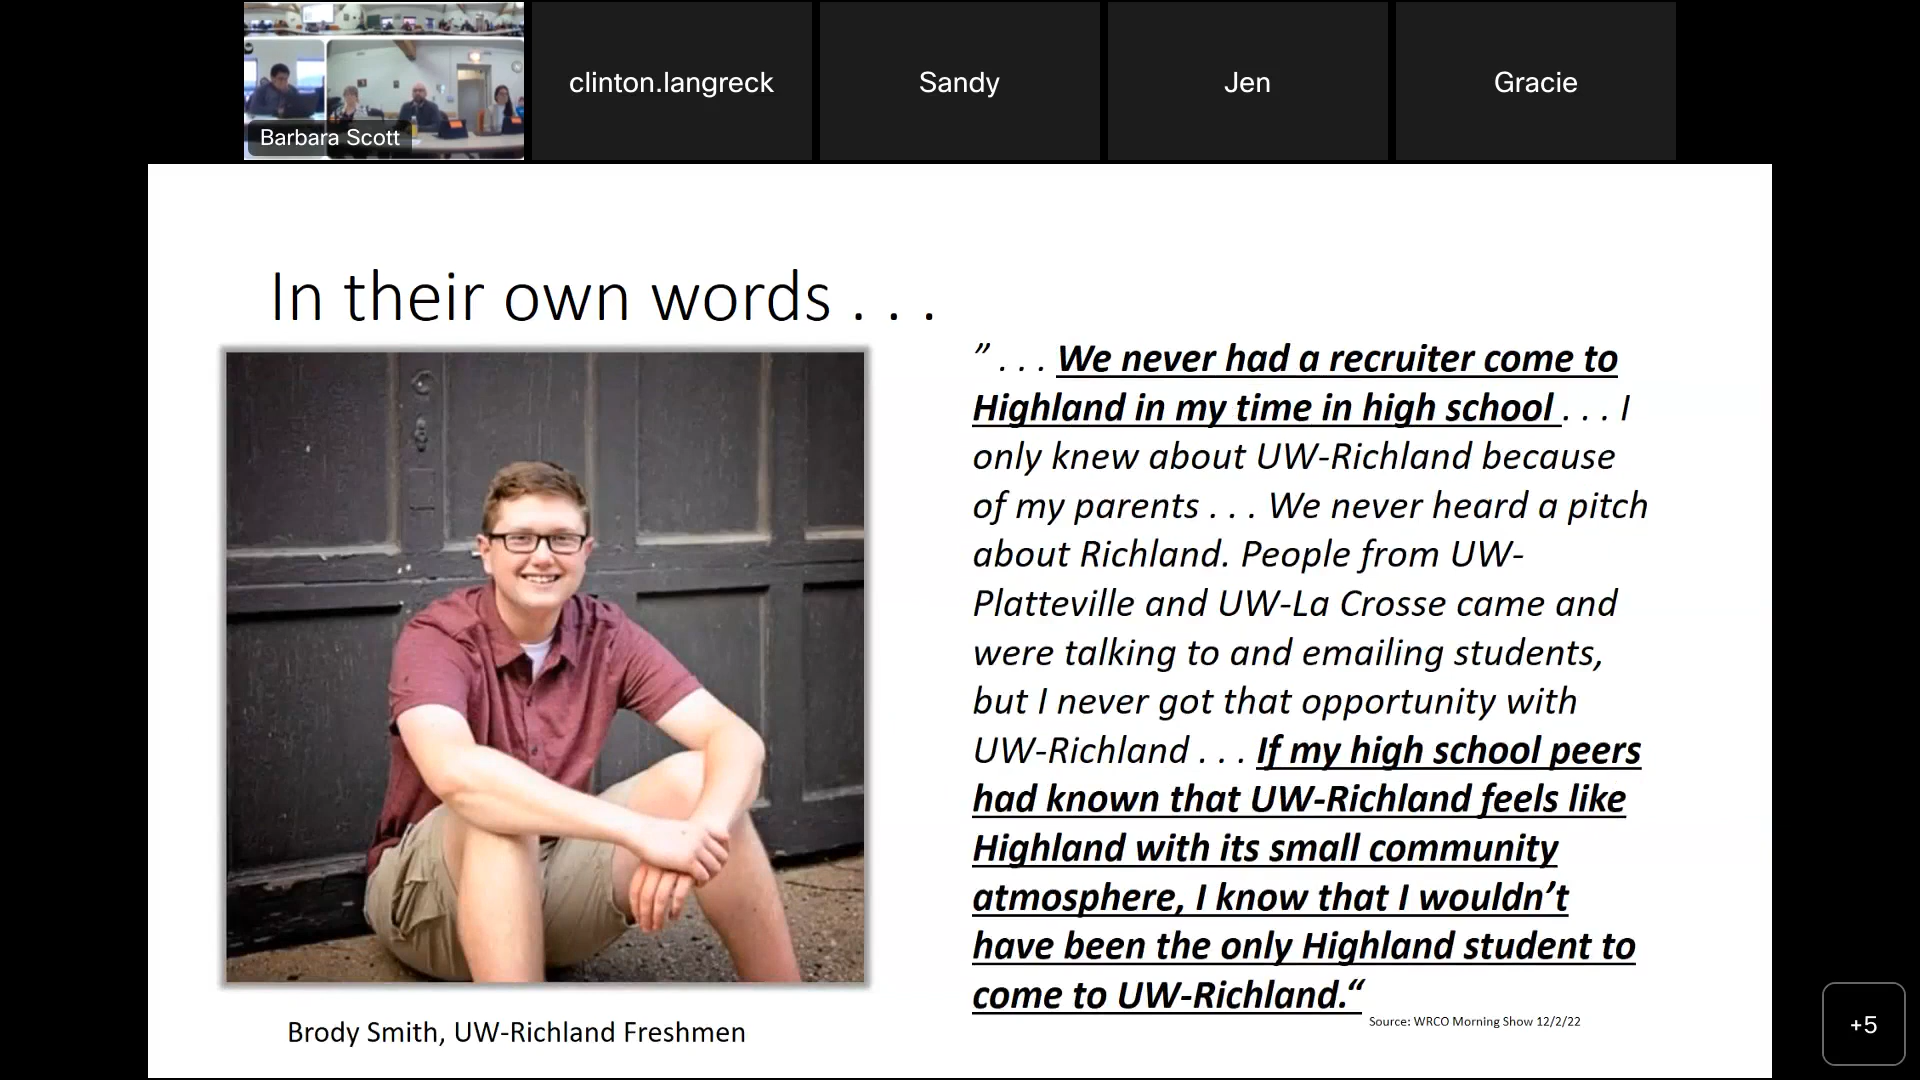 Barbara Scott
clinton.langreck
Sandy
Jen
Gracie
In their own words . . .
” . . . We never had a recruiter come to
Highland in my time in high school . . . I
only knew about UW-Richland because
of my parents . . . We never heard a pitch
about Richland. People from UW-
Platteville and UW-La Crosse came and
were talking to and emailing students,
but I never got that opportunity with
UW-Richland . . . If my high school peers
had known that UW-Richland feels like
Highland with its small community
atmosphere, I know that I wouldn’t
have been the only Highland student to
come to UW-Richland.“
Source: WRCO Morning Show 12/2/22
Brody Smith, UW-Richland Freshmen
+5